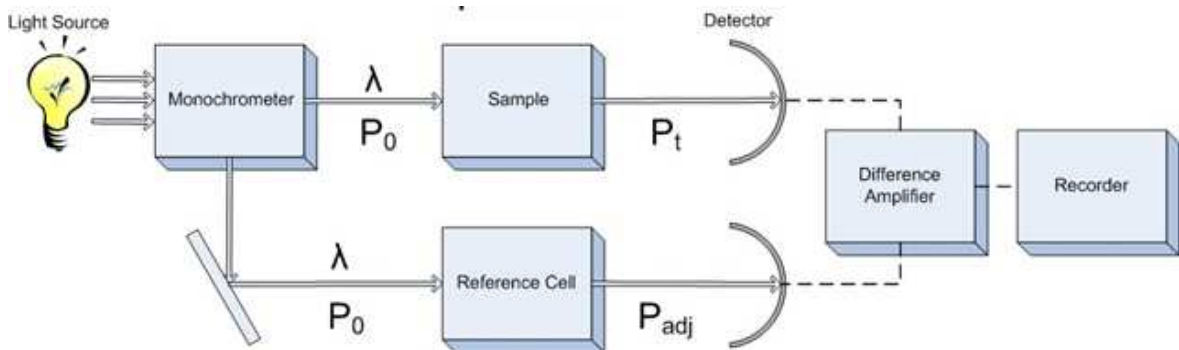 Light Source
Detector
Monochrometer
λ
P0
Sample
Pt
Difference
Amplifier
Recorder
λ
P0
Reference Cell
Padj